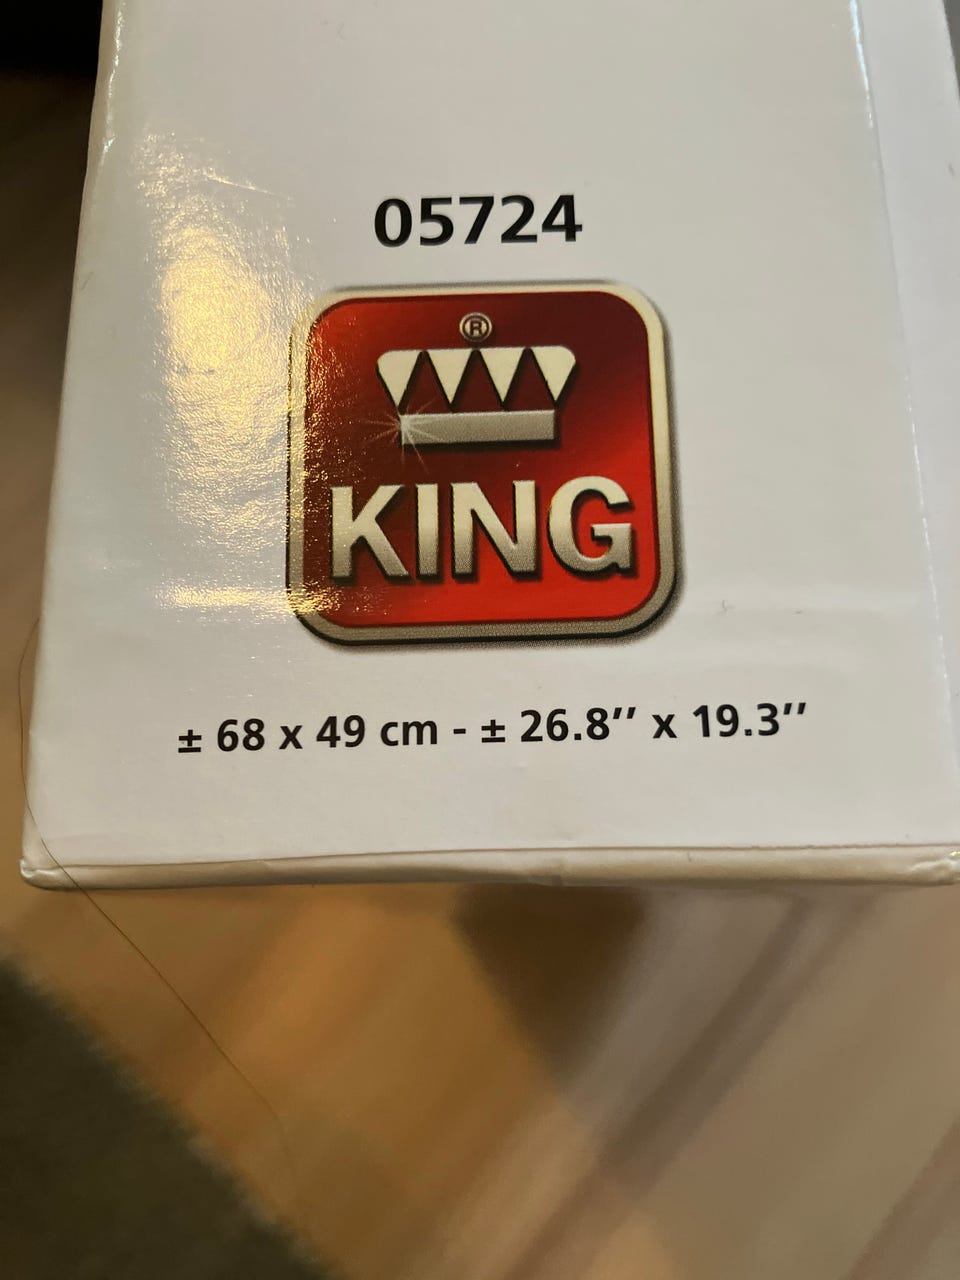 05724
®
KING
± 68 x 49 cm - ± 26.8’’ x 19.3’’